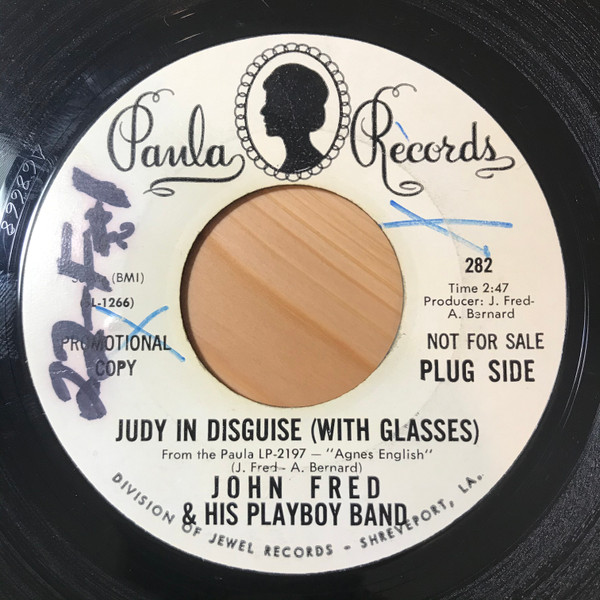 Paula Records
282
(BMI)
Time 2:47
L-1266)
Producer: J. Fred-
A. Bernard
PROMOTIONAL
COPY
NOT FOR SALE
PLUG SIDE
JUDY IN DISGUISE (WITH GLASSES)
From the Paula LP-2197 — "Agnes English"
(J. Fred - A. Bernard)
JOHN FRED
& HIS PLAYBOY BAND
DIVISION OF JEWEL RECORDS - SHREVEPORT, LA.